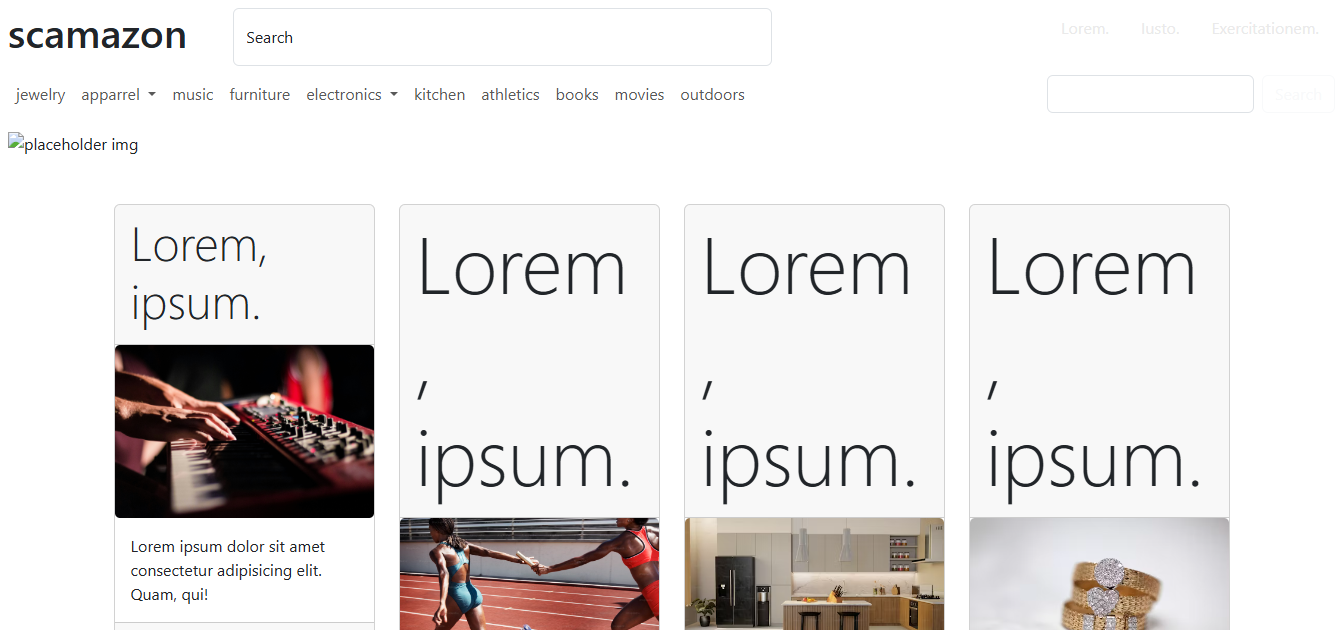 scamazon
Search
Lorem. Iusto. Exercitationem.
jewelry apparrel music furniture electronics kitchen athletics books movies outdoors
Search
placeholder img
Lorem,
ipsum.
Lorem ipsum dolor sit amet
consectetur adipisicing elit.
Quam, qui!
Lorem
,
ipsum.
Lorem
,
ipsum.
Lorem
,
ipsum.